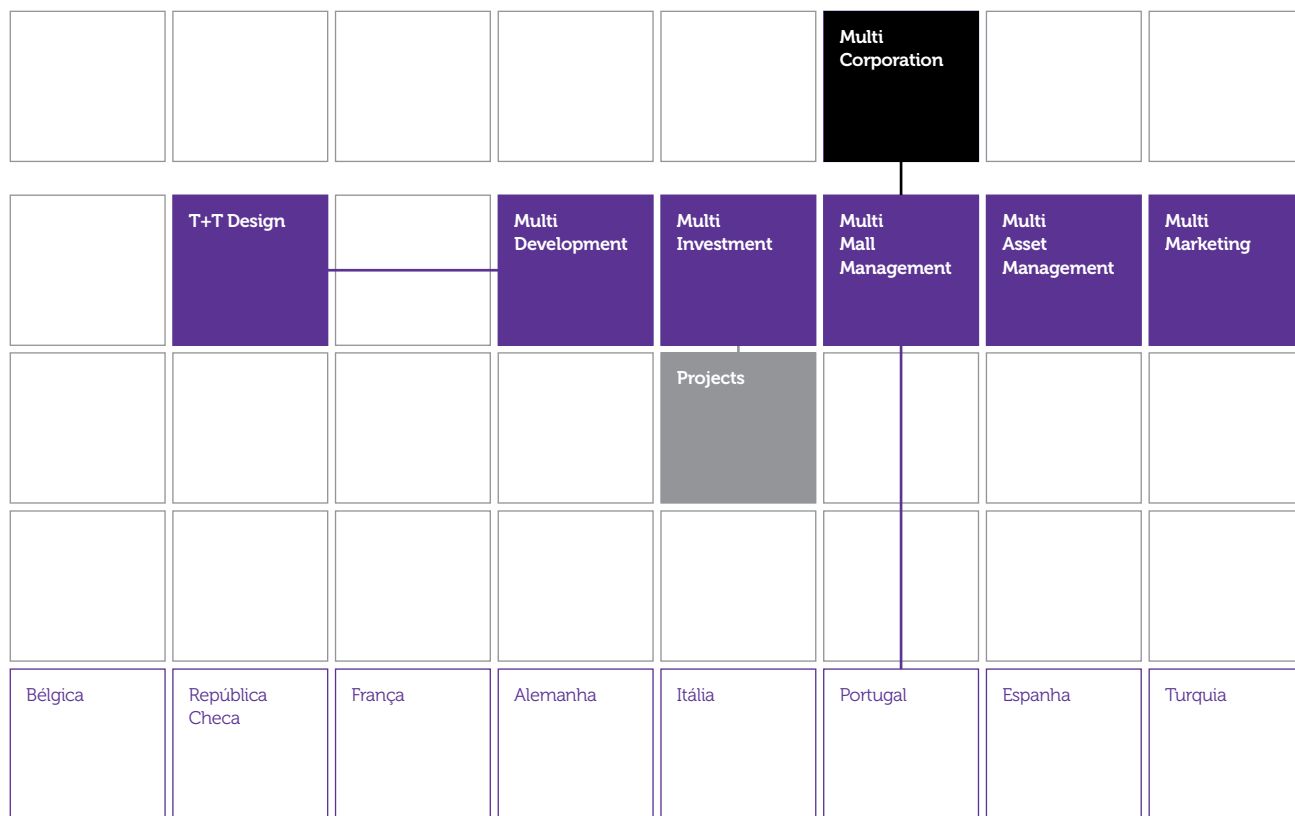 Multi
Corporation
T+T Design
Multi
Development
Multi
Investment
Multi
Mall
Management
Multi
Asset
Management
Multi
Marketing
Projects
Bélgica
República
Checa
França
Alemanha
Itália
Portugal
Espanha
Turquia